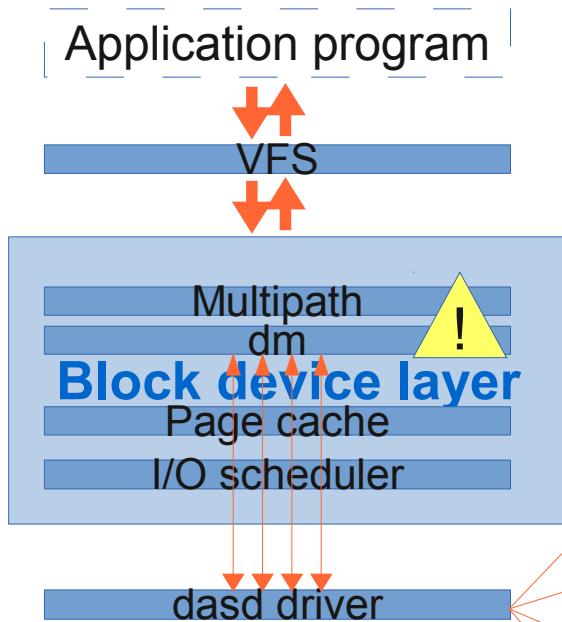 Application program
VFS
Multipath
dm
!
Block device layer
Page cache
I/O scheduler
dasd driver